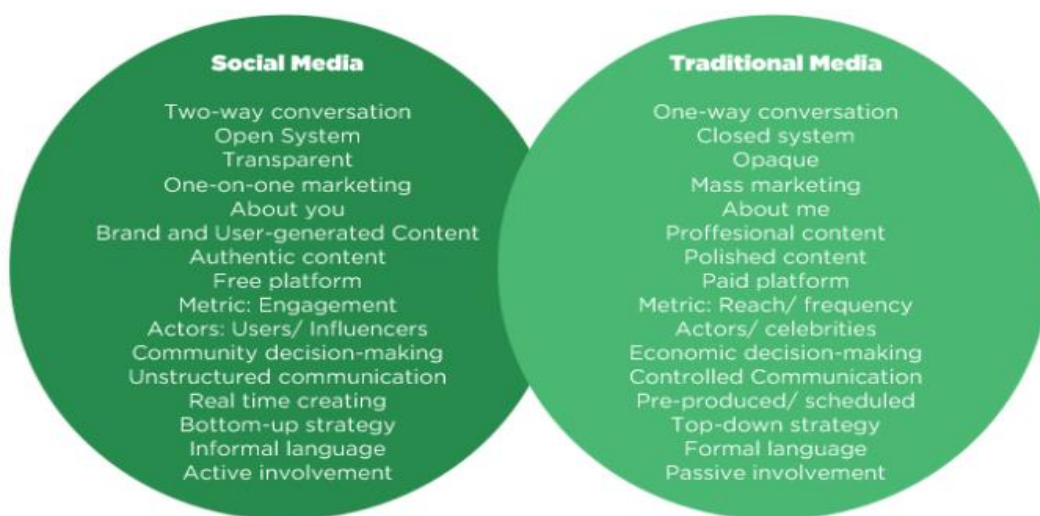 Social Media
Two-way conversation
Open System
Transparent
One-on-one marketing
About you
Brand and User-generated Content
Authentic content
Free platform
Metric: Engagement
Actors: Users/ Influencers
Community decision-making
Unstructured communication
Real time creating
Bottom-up strategy
Informal language
Active involvement
Traditional Media
One-way conversation
Closed system
Opaque
Mass marketing
About me
Proffesional content
Polished content
Paid platform
Metric: Reach/ frequency
Actors/ celebrities
Economic decision-making
Controlled Communication
Pre-produced/ scheduled
Top-down strategy
Formal language
Passive involvement